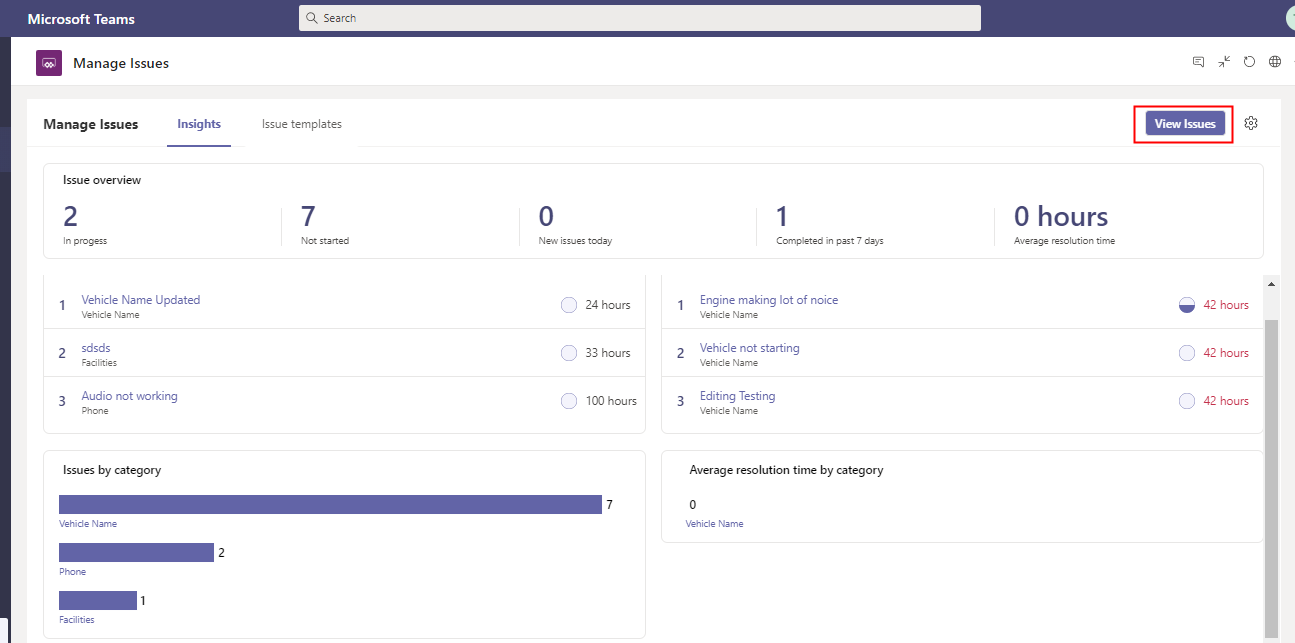 Microsoft Teams
Search
Manage Issues
Manage Issues
Insights
Issue templates
View Issues
Issue overview
2
In progess
7
Not started
0
New issues today
1
Completed in past 7 days
0 hours
Average resolution time
1 Vehicle Name Updated 24 hours
Vehicle Name
2 sdsds 33 hours
Facilities
3 Audio not working 100 hours
Phone
1 Engine making lot of noice 42 hours
Vehicle Name
2 Vehicle not starting 42 hours
Vehicle Name
3 Editing Testing 42 hours
Vehicle Name
Issues by category
7
Vehicle Name
2
Phone
1
Facilities
Average resolution time by category
0
Vehicle Name